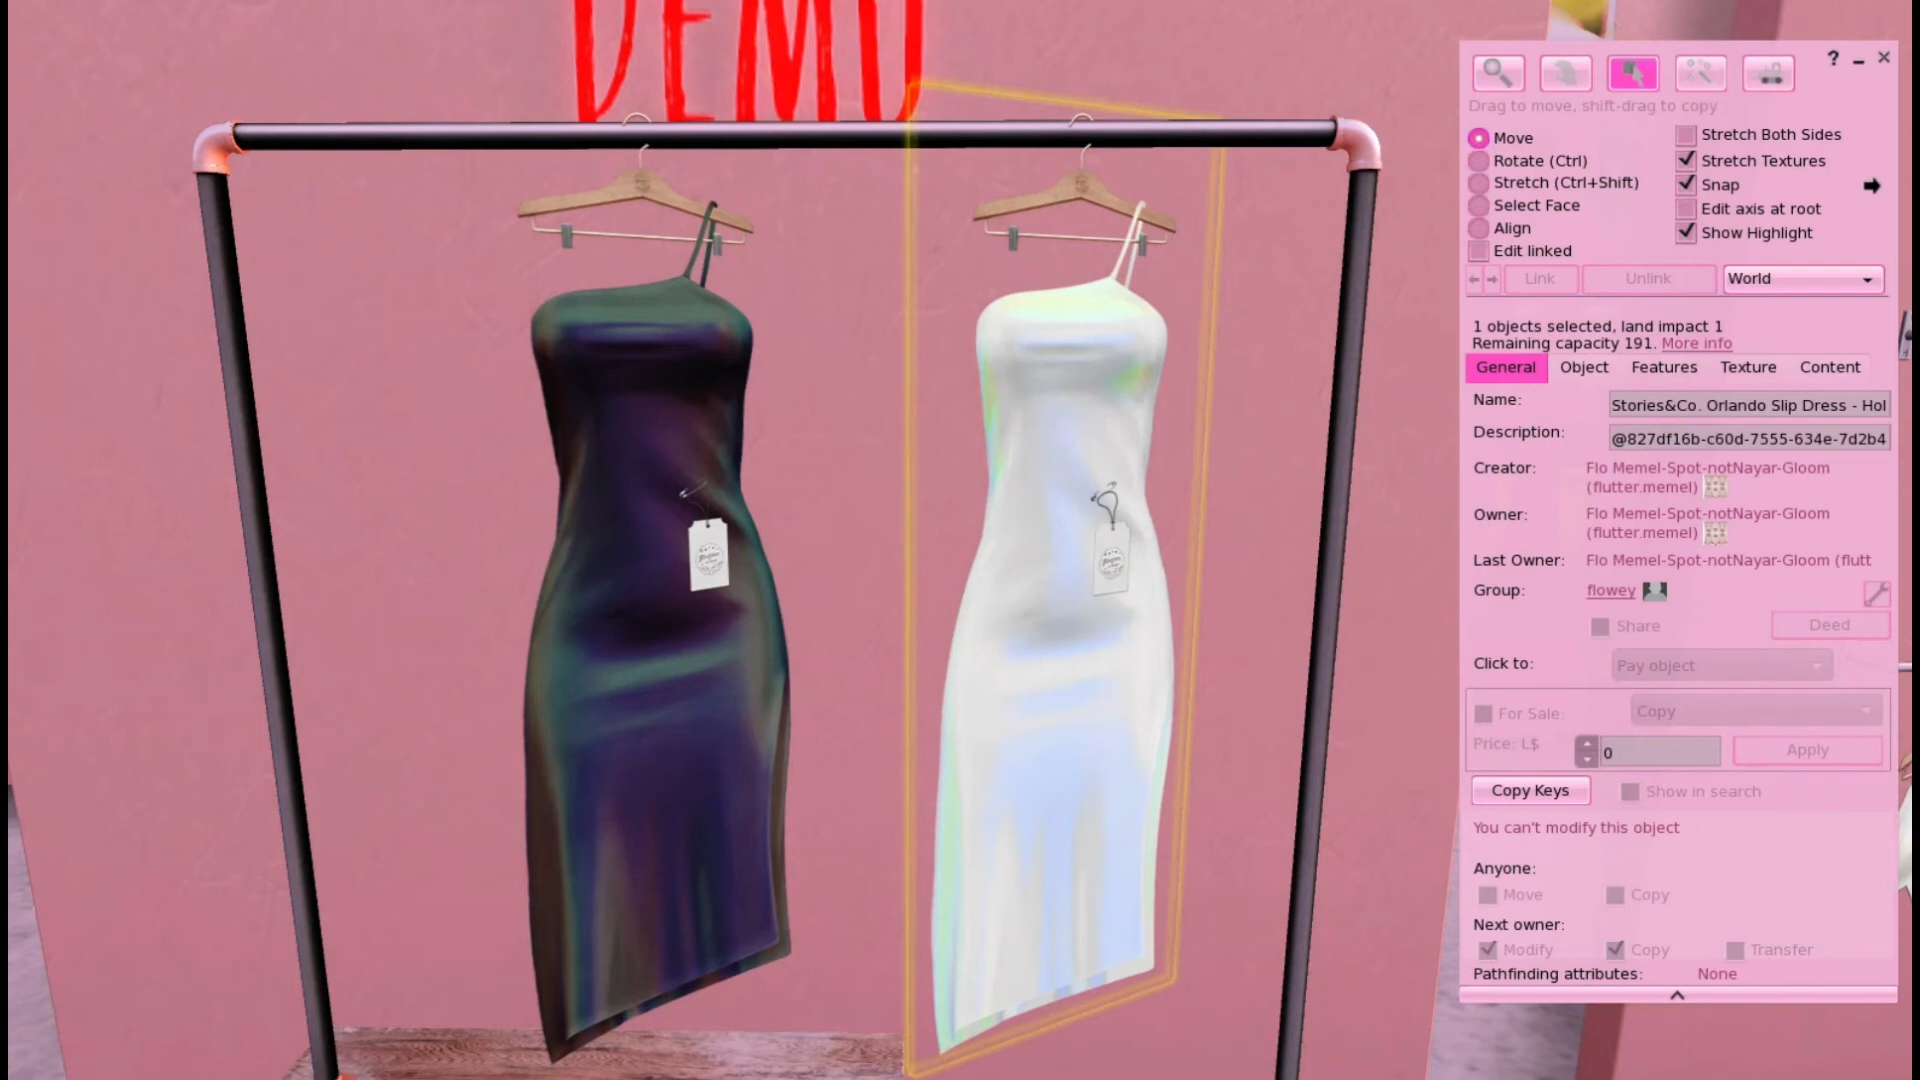 DEMO
?
Drag to move, shift-drag to copy
Move
Stretch Both Sides
Rotate (Ctrl)
Stretch Textures
Stretch (Ctrl+Shift)
Snap
Select Face
Edit axis at root
Align
Show Highlight
Edit linked
Link
Unlink
World
1 objects selected, land impact 1
Remaining capacity 191. More info
General Object Features Texture Content
Name: Stories&Co. Orlando Slip Dress - Hol
Description: @827df16b-c60d-7555-634e-7d2b4
Creator: Flo Memel-Spot-notNayar-Gloom
(flutter.memel)
Owner: Flo Memel-Spot-notNayar-Gloom
(flutter.memel)
Last Owner: Flo Memel-Spot-notNayar-Gloom (flutt
Group: flowey
Share
Deed
Click to: Pay object
For Sale: Copy
Price: L$ 0 Apply
Copy Keys
Show in search
You can't modify this object
Anyone:
Move Copy
Next owner:
Modify Copy Transfer
Pathfinding attributes: None